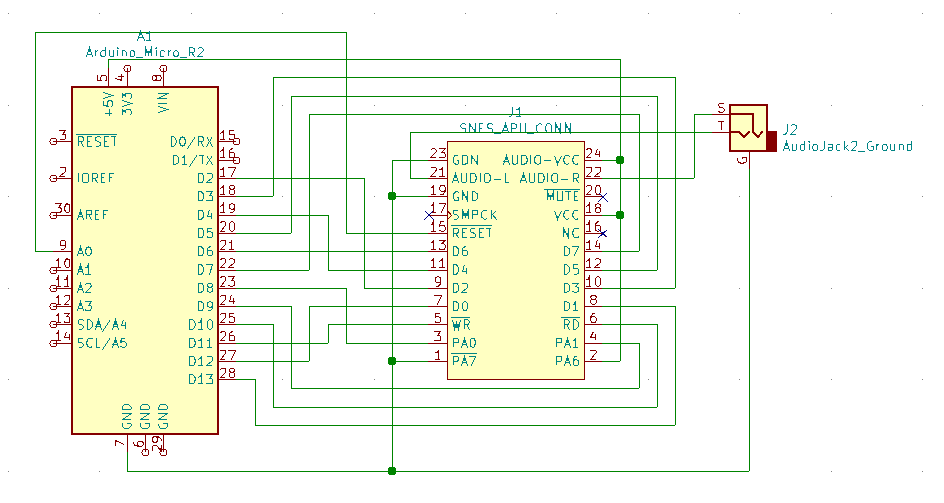 A1
Arduino_Micro_R2
5 +5V
4 3V3
8 VIN
3 RESET
2 IOREF
30 AREF
9 A0
10 A1
11 A2
12 A3
13 SDA/A4
14 SCL/A5
D0/RX 15
D1/TX 16
D2 17
D3 18
D4 19
D5 20
D6 21
D7 22
D8 23
D9 24
D10 25
D11 26
D12 27
D13 28
GND 7
GND 6
GND 29
J1
SNES_APU_CONN
23 GDN
21 AUDIO-L
19 GND
17 SMPCK
15 RESET
13 D6
11 D4
9 D2
7 D0
5 WR
3 PA0
1 PA7
AUDIO-VCC 24
AUDIO-R 22
MUTE 20
VCC 18
NC 16
D7 14
D5 12
D3 10
D1 8
RD 6
PA1 4
PA6 2
S
T
G
J2
AudioJack2_Ground